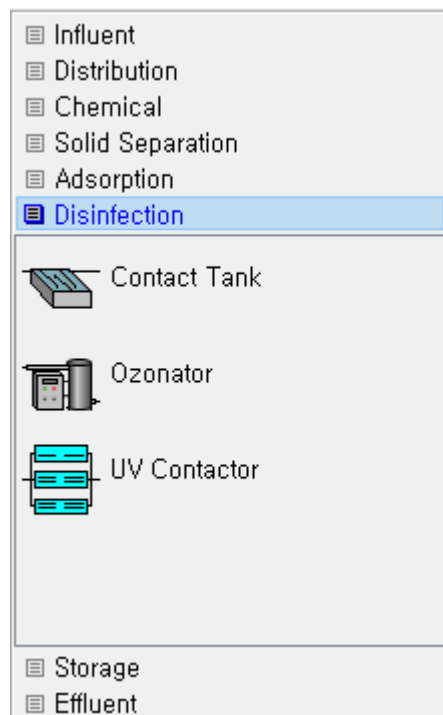 Influent
Distribution
Chemical
Solid Separation
Adsorption
Disinfection
Contact Tank
Ozonator
UV Contactor
Storage
Effluent